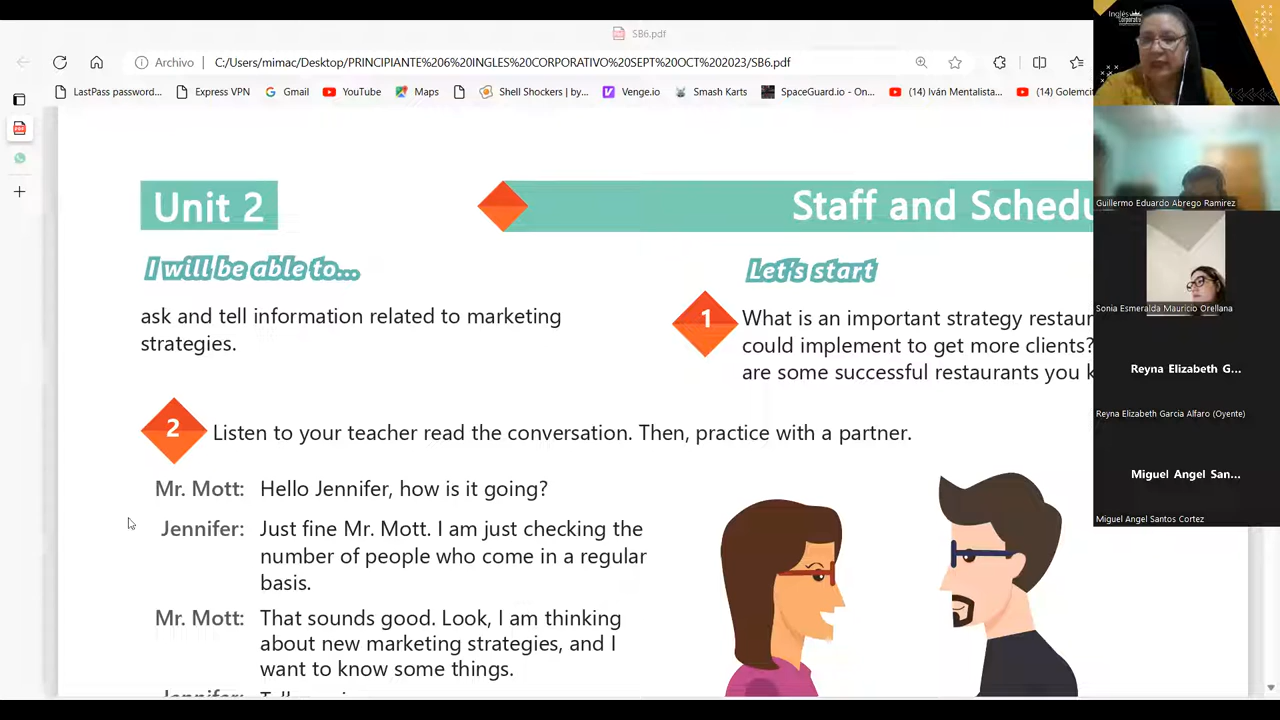 SB6.pdf
Archivo
C:/Users/mimac/Desktop/PRINCIPIANTE%206%20INGLES%20CORPORATIVO%20SEPT%20OCT%202023/SB6.pdf
LastPass password...
Express VPN
Gmail
YouTube
Maps
Shell Shockers | by...
Venge.io
Smash Karts
SpaceGuard.io - On...
(14) Iván Mentalista...
(14) Golemcit
Inglés
Unit 2
Staff and Schedu
I will be able to...
Let's start
ask and tell information related to marketing
strategies.
1
What is an important strategy restaur
could implement to get more clients?
are some successful restaurants you k
2
Listen to your teacher read the conversation. Then, practice with a partner.
Mr. Mott: Hello Jennifer, how is it going?
Jennifer: Just fine Mr. Mott. I am just checking the
number of people who come in a regular
basis.
Mr. Mott: That sounds good. Look, I am thinking
about new marketing strategies, and I
want to know some things.
Jennifer:
Guillermo Eduardo Abrego Ramirez
Sonia Esmeralda Mauricio Orellana
Reyna Elizabeth G...
Reyna Elizabeth Garcia Alfaro (Oyente)
Miguel Angel San...
Miguel Angel Santos Cortez